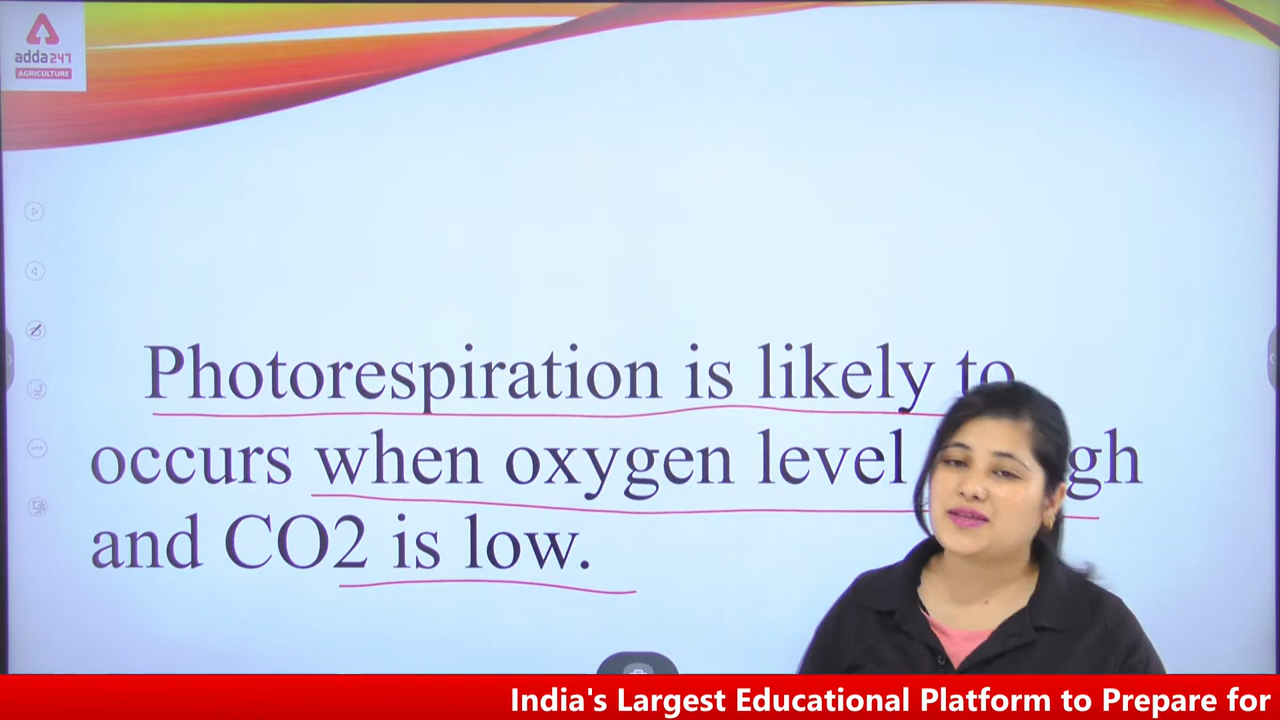 adda247
AGRICULTURE
Photorespiration is likely to
occurs when oxygen level
and CO2 is low.
India's Largest Educational Platform to Prepare for